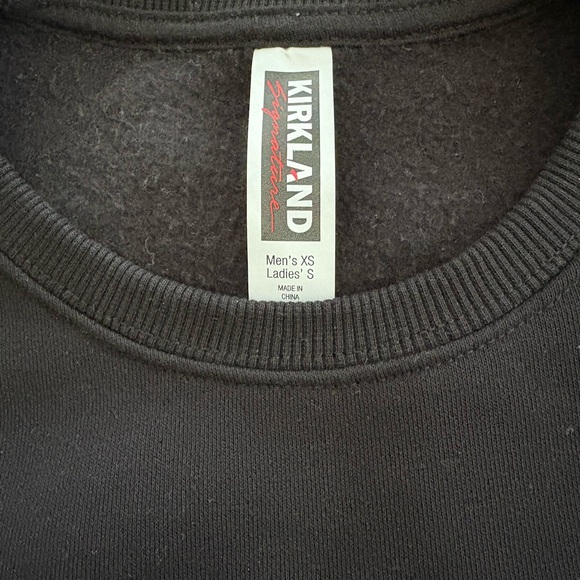 KIRKLAND
Signature
Men's XS
Ladies' S
MADE IN
CHINA